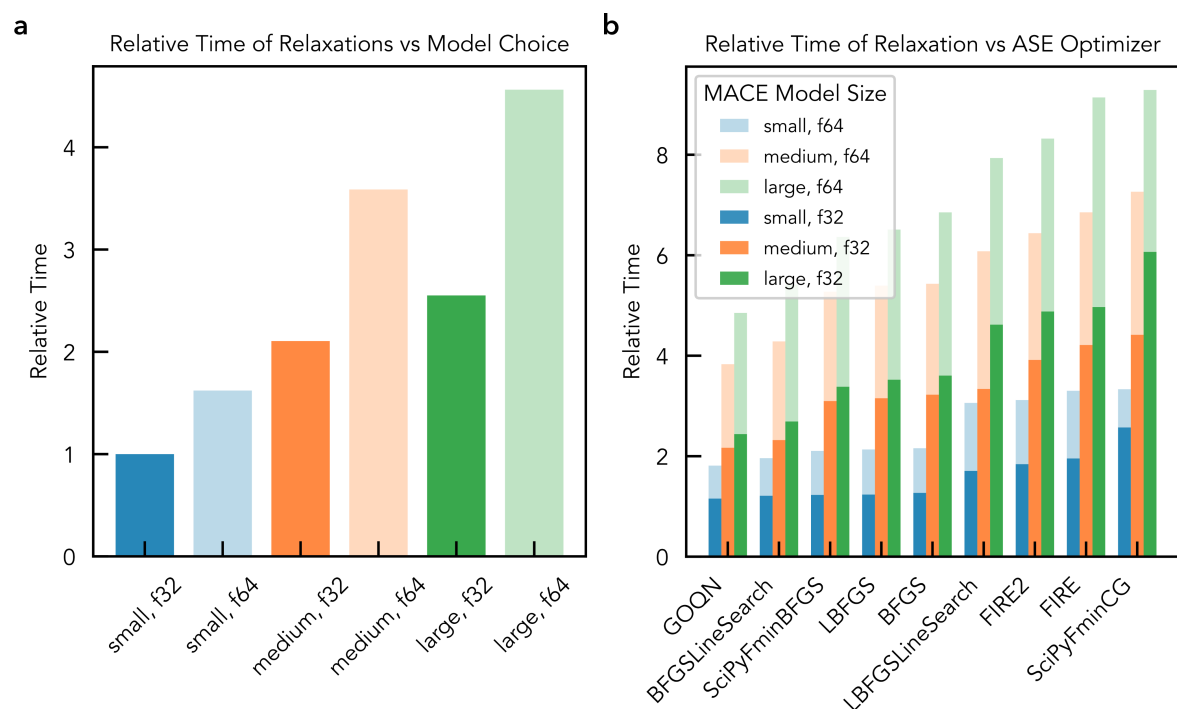 a
Relative Time of Relaxations vs Model Choice
Relative Time
4
3
2
1
0
small, f32
small, f64
medium, f32
medium, f64
large, f32
large, f64
b
Relative Time of Relaxation vs ASE Optimizer
Relative Time
8
6
4
2
0
MACE Model Size
small, f64
medium, f64
large, f64
small, f32
medium, f32
large, f32
GOQN
BFGSLineSearch
SciPyFminBFGS
LBFGS
BFGS
LBFGSLineSearch
FIRE2
FIRE
SciPyFminCG